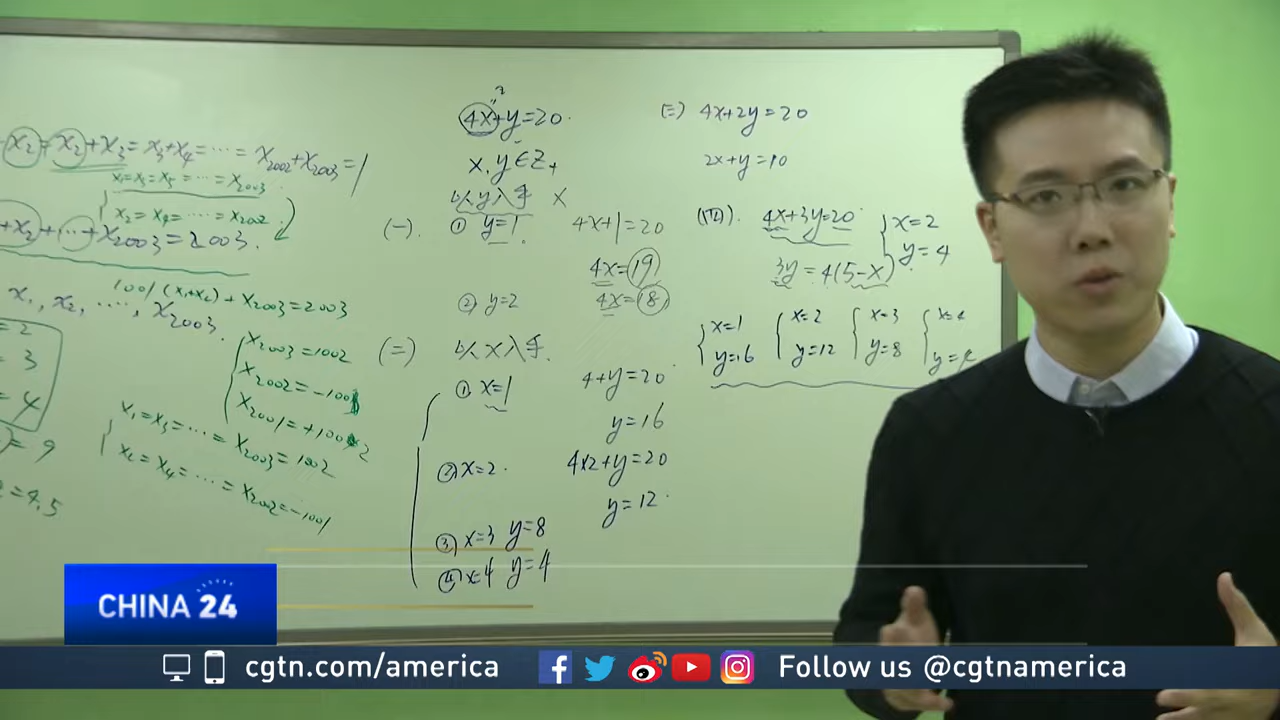 x₂ = x₂+x₃ = x₃+x₄ = ⋯ = x₂₀₀₂+x₂₀₀₃=1
x₁=x₃=x₅= ⋯ =x₂₀₀₃
x₂=x₄= ⋯ =x₂₀₀₂
+x₂+⋯+x₂₀₀₃=2003.
1001(x₁+x₂)+x₂₀₀₃=2003
x₁, x₂, ⋯, x₂₀₀₃.
=2
=3
=4
=9
=4.5
x₂₀₀₃=1002
x₂₀₀₂=-1001
x₂₀₀₁=+1002
x₁=x₃=⋯=x₂₀₀₃=1002
x₂=x₄=⋯=x₂₀₀₂=-1001
4x+y=20.
x,y∈Z₊
以y入手 ×
(一). ① y=1. 4x+1=20
4x=19
② y=2 4x=18
(二) 以x入手.
① x=1 4+y=20
y=16
② x=2. 4x2+y=20
y=12
③ x=3 y=8
④ x=4 y=4
(三) 4x+2y=20
2x+y=10
(四). 4x+3y=20
x=2
y=4
3y=4(5-x).
x=1 x=2 x=3
y=16 y=12 y=8
CHINA 24
cgtn.com/america
Follow us @cgtnamerica